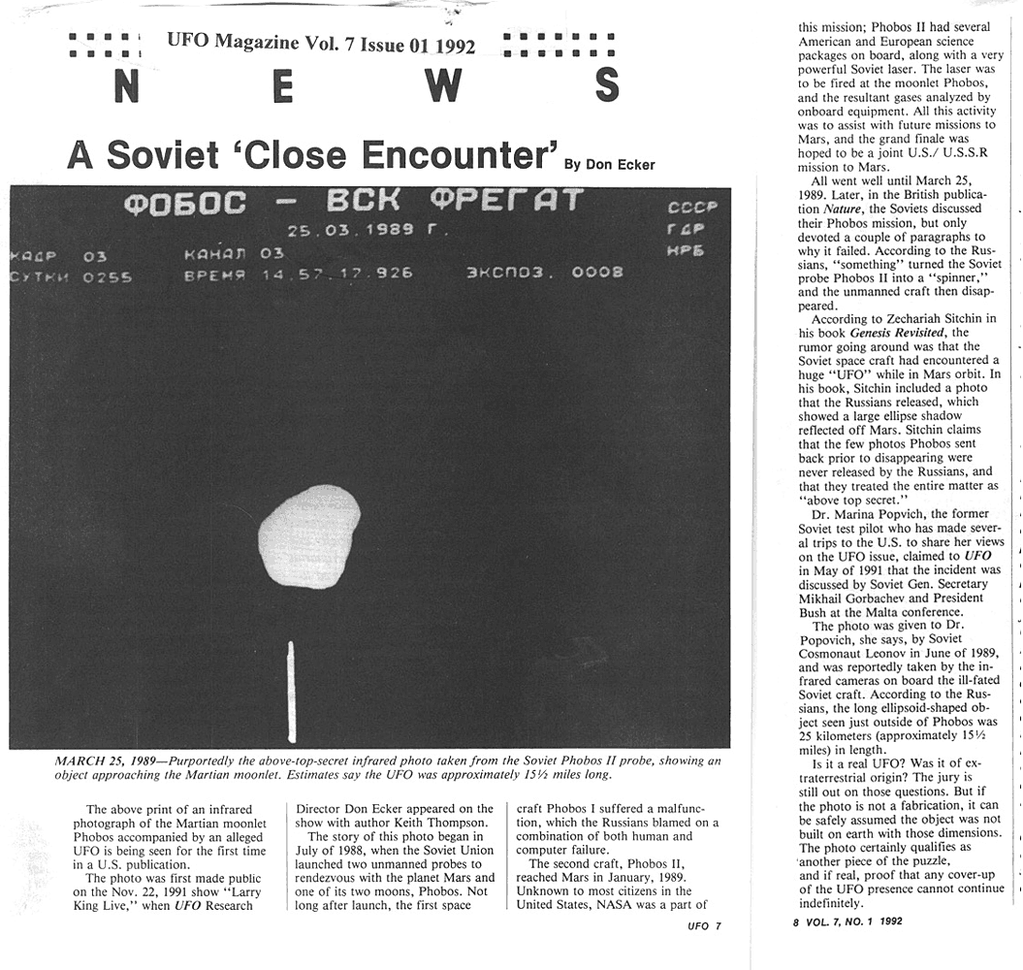 UFO Magazine Vol. 7 Issue 01 1992
N E W S
A Soviet ‘Close Encounter’ By Don Ecker
ФОБОС – ВСК ФРЕГАТ
СССР
25.03.1989 Г.
ГДР
КАДР 03 КАНАЛ 03
НРБ
СУТКИ 0255 ВРЕМЯ 14.57.17.926 ЭКСПОЗ. 0008
MARCH 25, 1989—Purportedly the above-top-secret infrared photo taken from the Soviet Phobos II probe, showing an
object approaching the Martian moonlet. Estimates say the UFO was approximately 15½ miles long.
The above print of an infrared
photograph of the Martian moonlet
Phobos accompanied by an alleged
UFO is being seen for the first time
in a U.S. publication.
The photo was first made public
on the Nov. 22, 1991 show “Larry
King Live,” when UFO Research
Director Don Ecker appeared on the
show with author Keith Thompson.
The story of this photo began in
July of 1988, when the Soviet Union
launched two unmanned probes to
rendezvous with the planet Mars and
one of its two moons, Phobos. Not
long after launch, the first space
craft Phobos I suffered a malfunc-
tion, which the Russians blamed on a
combination of both human and
computer failure.
The second craft, Phobos II,
reached Mars in January, 1989.
Unknown to most citizens in the
United States, NASA was a part of
UFO 7
this mission; Phobos II had several
American and European science
packages on board, along with a very
powerful Soviet laser. The laser was
to be fired at the moonlet Phobos,
and the resultant gases analyzed by
onboard equipment. All this activity
was to assist with future missions to
Mars, and the grand finale was
hoped to be a joint U.S./ U.S.S.R
mission to Mars.
All went well until March 25,
1989. Later, in the British publica-
tion Nature, the Soviets discussed
their Phobos mission, but only
devoted a couple of paragraphs to
why it failed. According to the Rus-
sians, “something” turned the Soviet
probe Phobos II into a “spinner,”
and the unmanned craft then disap-
peared.
According to Zechariah Sitchin in
his book Genesis Revisited, the
rumor going around was that the
Soviet space craft had encountered a
huge “UFO” while in Mars orbit. In
his book, Sitchin included a photo
that the Russians released, which
showed a large ellipse shadow
reflected off Mars. Sitchin claims
that the few photos Phobos sent
back prior to disappearing were
never released by the Russians, and
that they treated the entire matter as
“above top secret.”
Dr. Marina Popvich, the former
Soviet test pilot who has made sever-
al trips to the U.S. to share her views
on the UFO issue, claimed to UFO
in May of 1991 that the incident was
discussed by Soviet Gen. Secretary
Mikhail Gorbachev and President
Bush at the Malta conference.
The photo was given to Dr.
Popovich, she says, by Soviet
Cosmonaut Leonov in June of 1989,
and was reportedly taken by the in-
frared cameras on board the ill-fated
Soviet craft. According to the Rus-
sians, the long ellipsoid-shaped ob-
ject seen just outside of Phobos was
25 kilometers (approximately 15½
miles) in length.
Is it a real UFO? Was it of ex-
traterrestrial origin? The jury is
still out on those questions. But if
the photo is not a fabrication, it can
be safely assumed the object was not
built on earth with those dimensions.
The photo certainly qualifies as
another piece of the puzzle,
and if real, proof that any cover-up
of the UFO presence cannot continue
indefinitely.
8 VOL. 7, NO. 1 1992